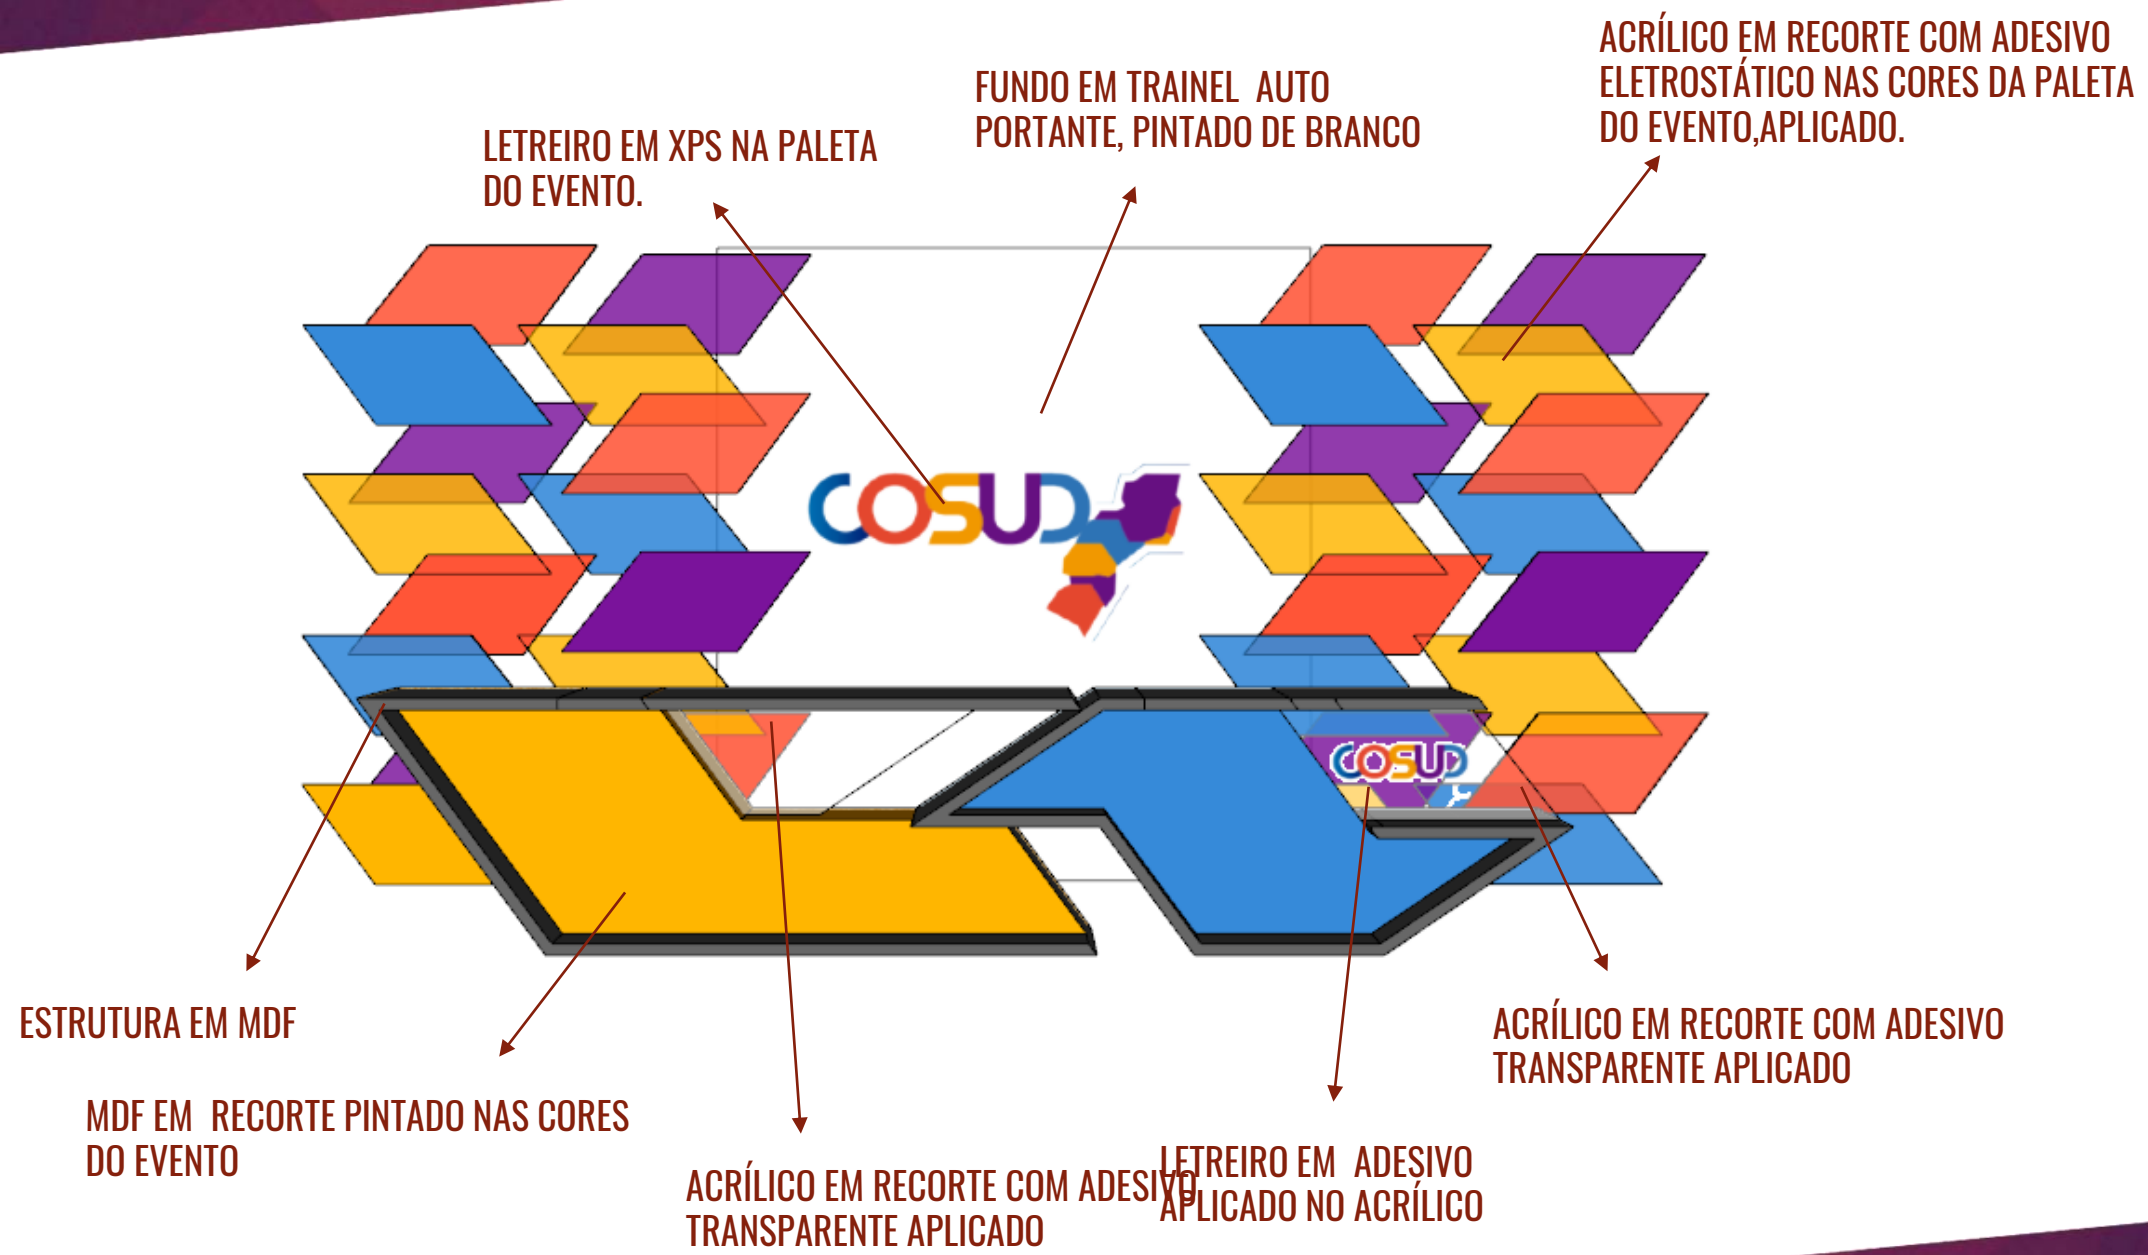 ACRÍLICO EM RECORTE COM ADESIVO
ELETROSTÁTICO NAS CORES DA PALETA
DO EVENTO,APLICADO.
FUNDO EM TRAINEL AUTO
PORTANTE, PINTADO DE BRANCO
LETREIRO EM XPS NA PALETA
DO EVENTO.
COSUD
COSUD
ESTRUTURA EM MDF
MDF EM RECORTE PINTADO NAS CORES
DO EVENTO
ACRÍLICO EM RECORTE COM ADESIVO
TRANSPARENTE APLICADO
LETREIRO EM ADESIVO
APLICADO NO ACRÍLICO
ACRÍLICO EM RECORTE COM ADESIVO
TRANSPARENTE APLICADO